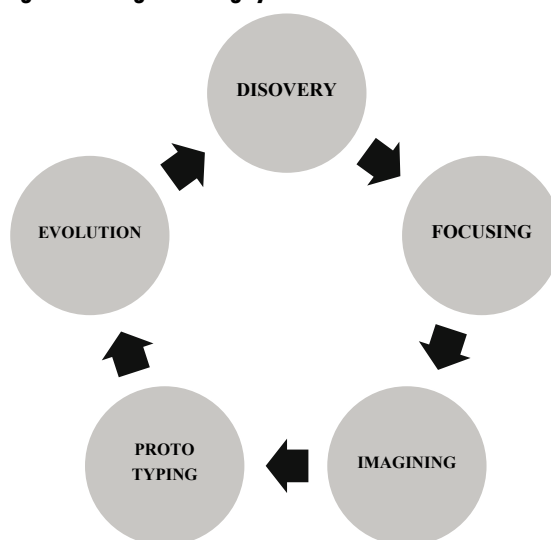 DISOVERY
FOCUSING
IMAGINING
PROTO
TYPING
EVOLUTION